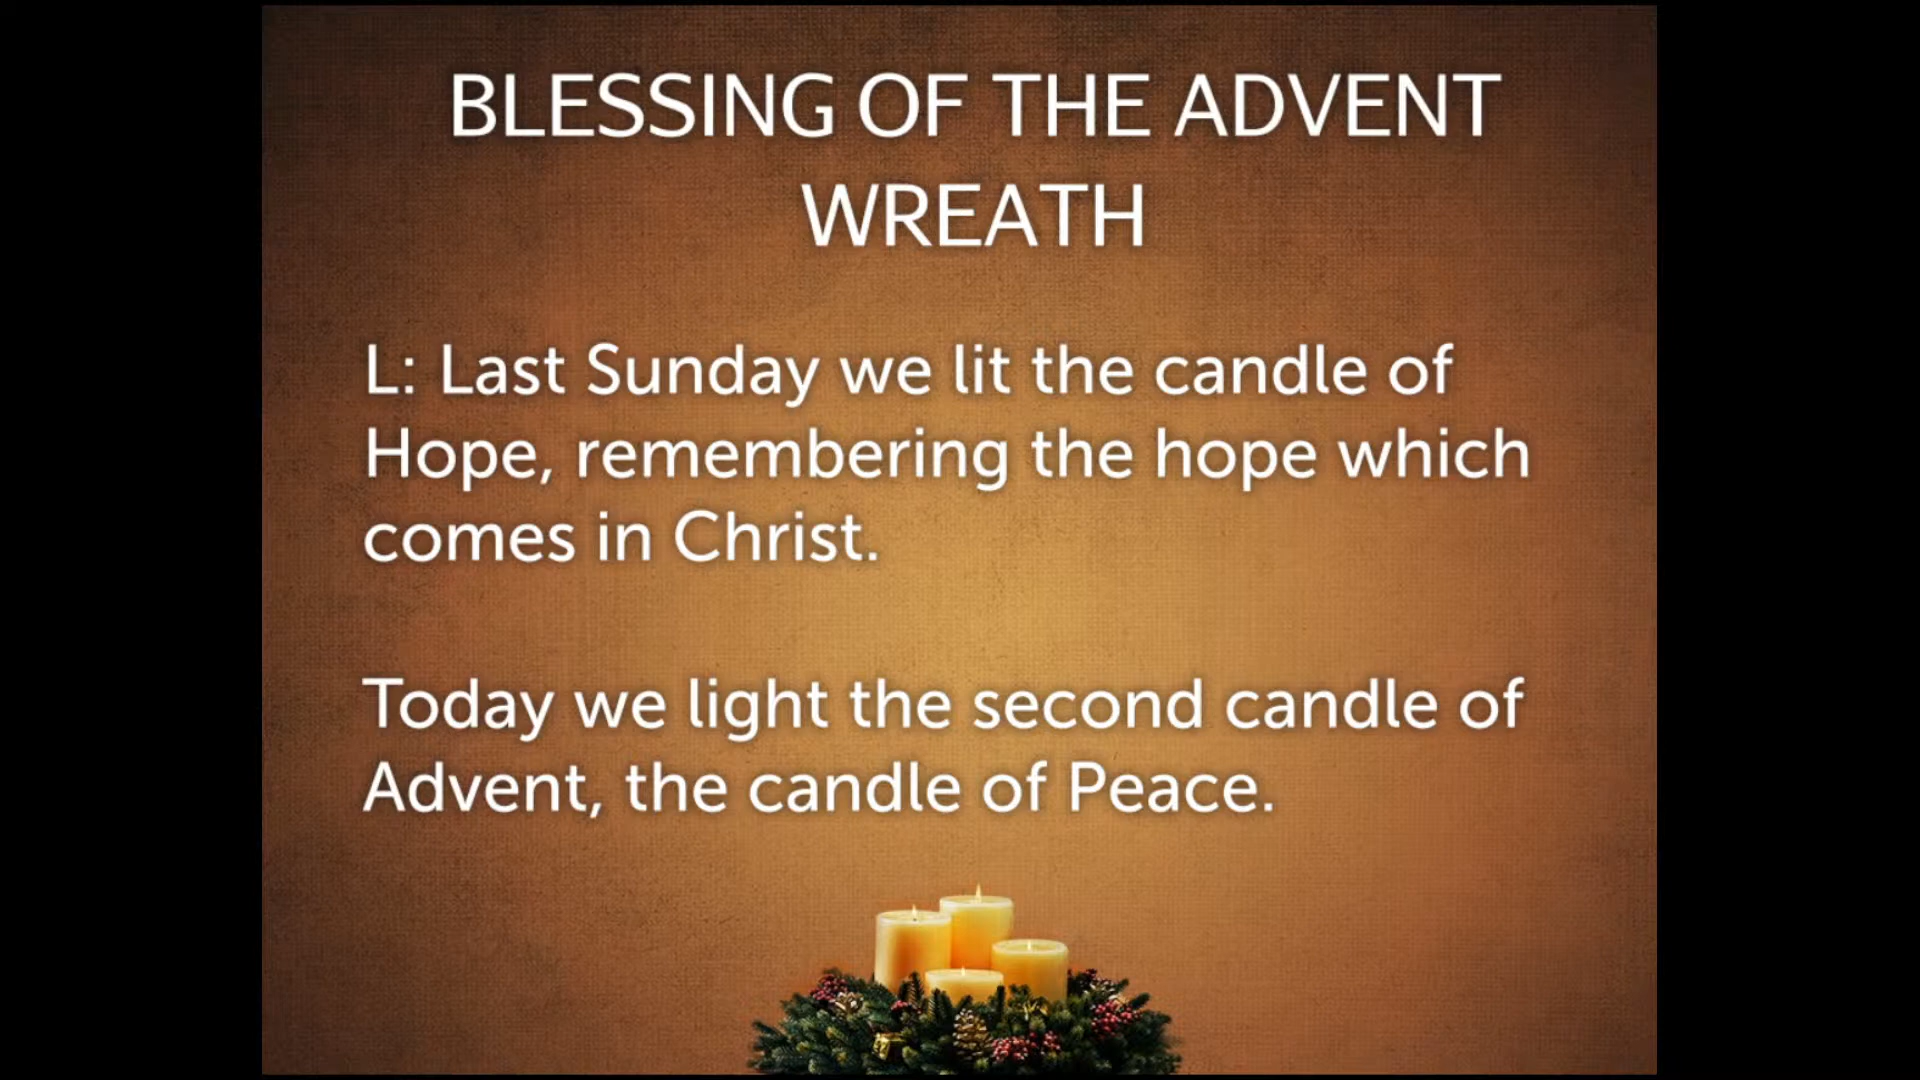 BLESSING OF THE ADVENT
WREATH
L: Last Sunday we lit the candle of
Hope, remembering the hope which
comes in Christ.
Today we light the second candle of
Advent, the candle of Peace.